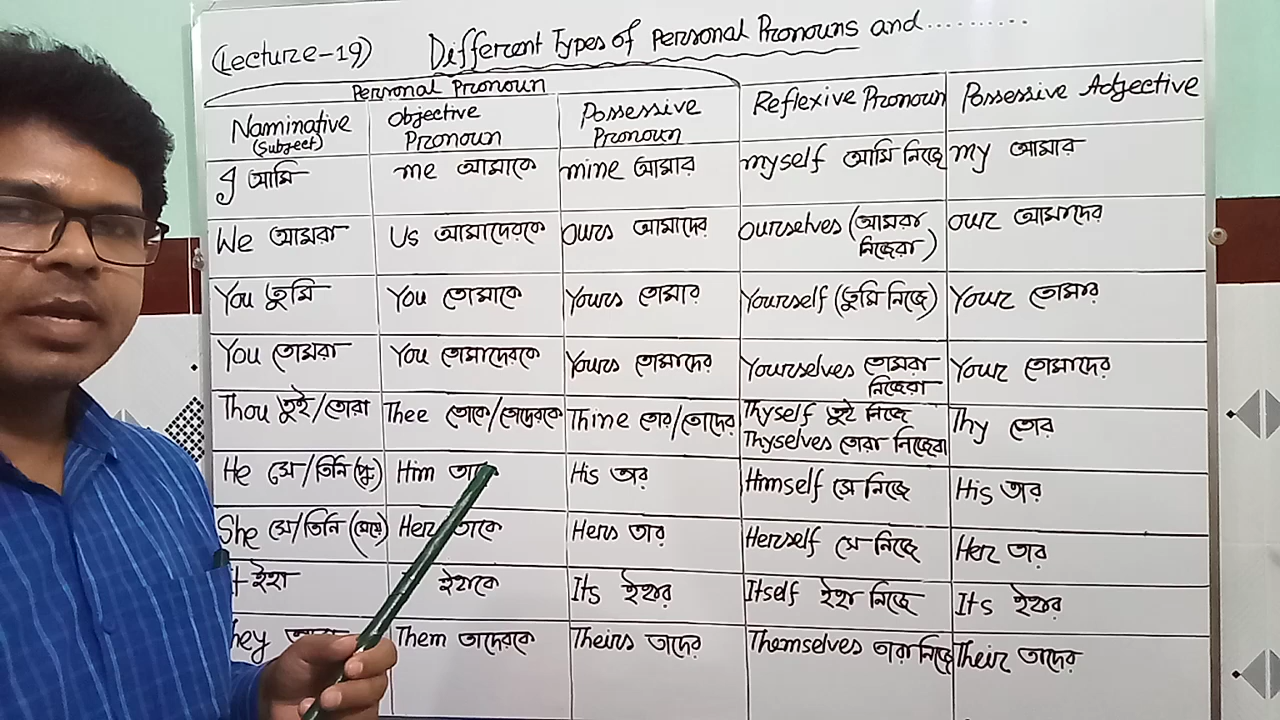 (Lecture-19) Different Types of Personal Pronouns and..........
Personal Pronoun
Naminative (Subject) Objective Pronoun Possessive Pronoun Reflexive Pronoun Possessive Adjective
I আমি me আমাকে mine আমার myself আমি নিজে my আমার
We আমরা Us আমাদেরকে ours আমাদের ourselves (আমরা নিজেরা) our আমাদের
You তুমি You তোমাকে Yours তোমার Yourself (তুমি নিজে) Your তোমার
You তোমরা You তোমাদেরকে Yours তোমাদের Yourselves তোমরা নিজেরা Your তোমাদের
Thou তুই/তোরা Thee তোকে/তোদেরকে Thine তোর/তোদের Thyself তুই নিজে Thyselves তোরা নিজেরা Thy তোর
He সে/তিনি (পু:) Him His তার Himself সে নিজে His তার
She সে/তিনি (মেয়ে) Her তাকে Hers তার Herself সে নিজে Her তার
ইহা ইহাকে Its ইহার Itself ইহা নিজে Its ইহার
Them তাদেরকে Theirs তাদের Themselves তারা নিজে Their তাদের